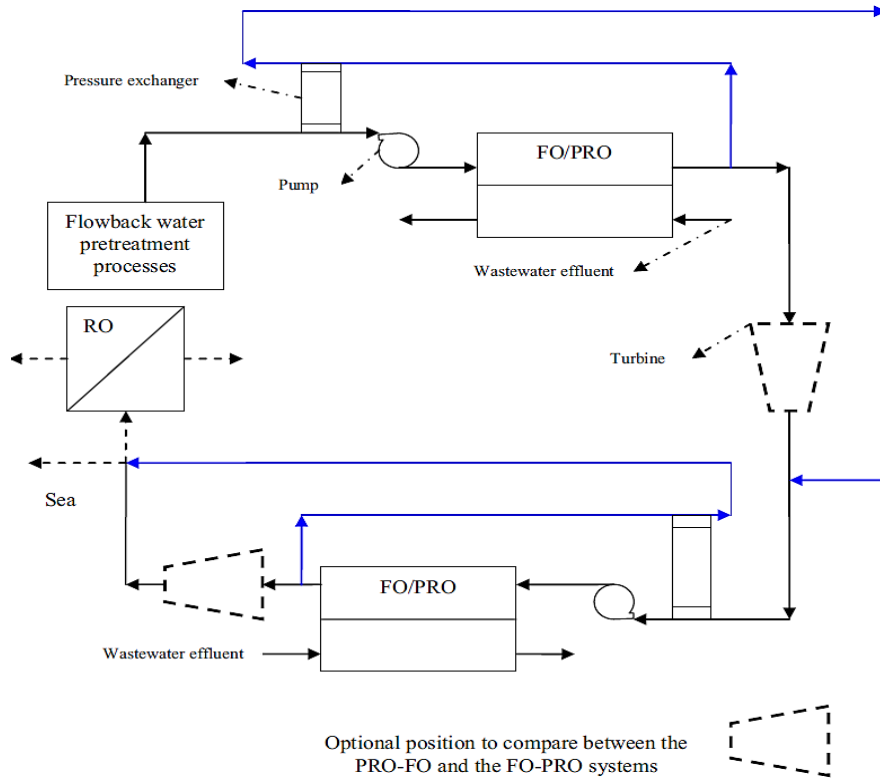 Pressure exchanger
FO/PRO
Pump
Flowback water
pretreatment
processes
Wastewater effluent
RO
Turbine
Sea
FO/PRO
Wastewater effluent
Optional position to compare between the
PRO-FO and the FO-PRO systems